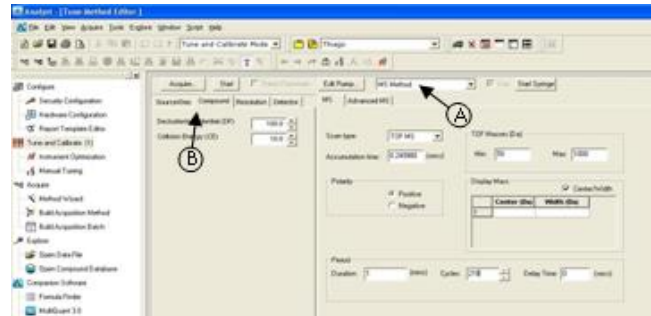 Analyst - [Tune Method Editor]
File Edit View Acquire Tools Explore Window Script Help
Tune and Calibrate Mode
Thiago
Configure
Security Configuration
Hardware Configuration
Report Template Editor
Tune and Calibrate (1)
Instrument Optimization
Manual Tuning
Acquire
Method Wizard
Build Acquisition Method
Build Acquisition Batch
Explore
Open Data File
Open Compound Database
Companion Software
Formula Finder
MultiQuant 3.0
Acquire... Start Edit Ramp... MS Method Start Syringe
Source/Gas Compound Resolution Detector
Declustering Potential (DP) 100.0
Collision Energy (CE) 10.0
A
B
MS Advanced MS
Scan type: TOF MS
Accumulation time: (secs)
Polarity
Positive
Negative
TOF Masses (Da)
Min: 50 Max: 1000
Display Mass
Center/Width
Center (Da) Width (Da)
1
Period
Duration: 1 (mins) Cycles: Delay Time: 0 (secs)